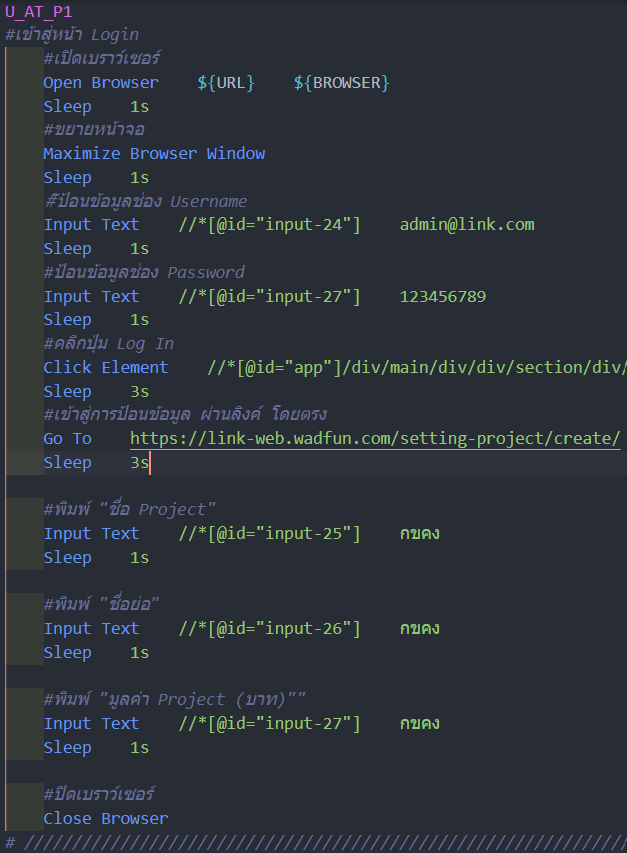 U_AT_P1
#เข้าสู่หน้า Login
#เปิดเบราว์เซอร์
Open Browser    ${URL}    ${BROWSER}
Sleep    1s
#ขยายหน้าจอ
Maximize Browser Window
Sleep    1s
#ป้อนข้อมูลช่อง Username
Input Text    //*[@id="input-24"]    admin@link.com
Sleep    1s
#ป้อนข้อมูลช่อง Password
Input Text    //*[@id="input-27"]    123456789
Sleep    1s
#คลิกปุ่ม Log In
Click Element    //*[@id="app"]/div/main/div/div/section/div/
Sleep    3s
#เข้าสู่การป้อนข้อมูล ผ่านลิงค์ โดยตรง
Go To    https://link-web.wadfun.com/setting-project/create/
Sleep    3s
#พิมพ์ "ชื่อ Project"
Input Text    //*[@id="input-25"]    กขคง
Sleep    1s
#พิมพ์ "ชื่อย่อ"
Input Text    //*[@id="input-26"]    กขคง
Sleep    1s
#พิมพ์ "มูลค่า Project (บาท)""
Input Text    //*[@id="input-27"]    กขคง
Sleep    1s
#ปิดเบราว์เซอร์
Close Browser
# ///////////////////////////////////////////////////////////////